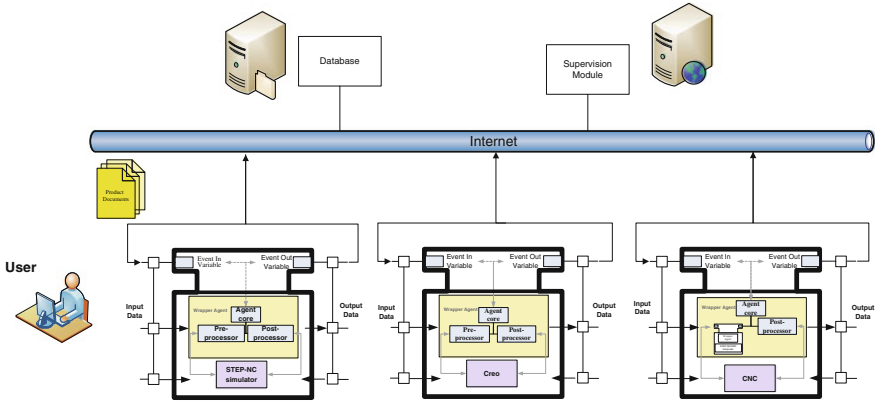 Database
Supervision
Module
Internet
Product
Documents
User
Event In
Variable
Event Out
Variable
Input
Data
Wrapper Agent
Agent
core
Pre-
processor
Post-
processor
STEP-NC
simulator
Output
Data
Event In
Variable
Event Out
Variable
Input
Data
Wrapper Agent
Agent
core
Pre-
processor
Post-
processor
Creo
Output
Data
Event In
Variable
Event Out
Variable
Input
Data
Wrapper Agent
Agent
core
Post-
processor
CNC
Output
Data